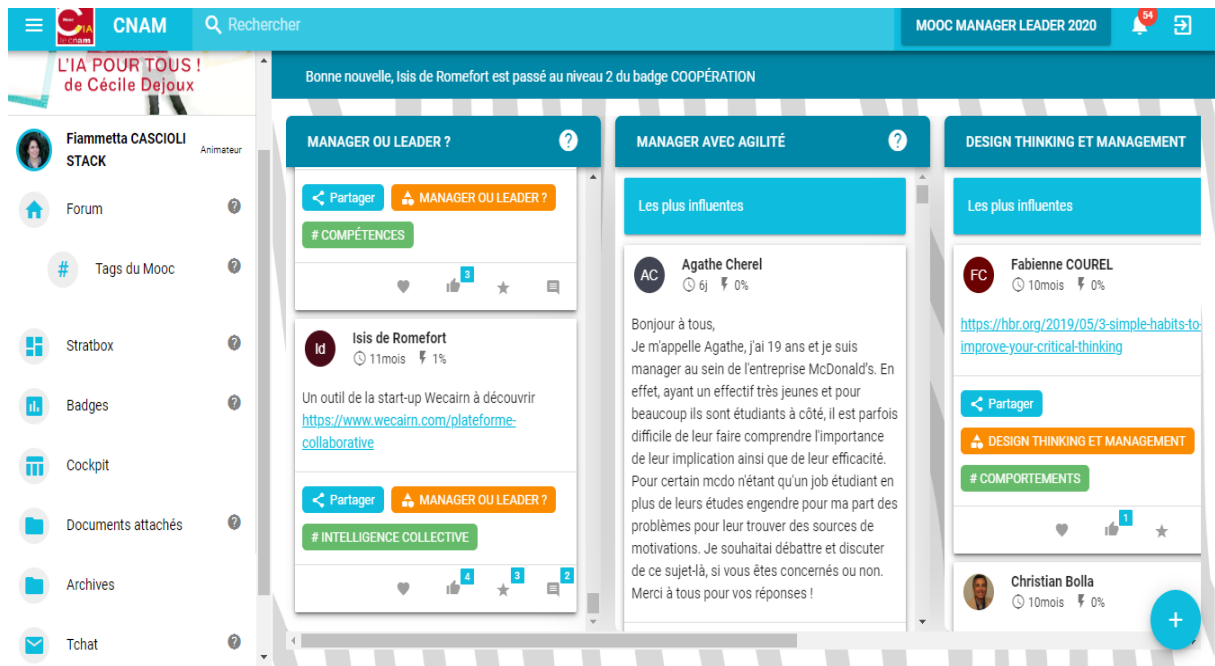 CIA
le cnam
CNAM
Rechercher
MOOC MANAGER LEADER 2020
54
L'IA POUR TOUS !
de Cécile Dejoux
Fiammetta CASCIOLI
STACK
Animateur
Forum
# Tags du Mooc
Stratbox
Badges
Cockpit
Documents attachés
Archives
Tchat
Bonne nouvelle, Isis de Romefort est passé au niveau 2 du badge COOPÉRATION
MANAGER OU LEADER ?
Partager
MANAGER OU LEADER ?
# COMPÉTENCES
3
Id
Isis de Romefort
11mois 1%
Un outil de la start-up Wecairn à découvrir
https://www.wecairn.com/plateforme-
collaborative
Partager
MANAGER OU LEADER ?
# INTELLIGENCE COLLECTIVE
4
3
2
MANAGER AVEC AGILITÉ
Les plus influentes
AC
Agathe Cherel
6j 0%
Bonjour à tous,
Je m'appelle Agathe, j'ai 19 ans et je suis
manager au sein de l'entreprise McDonald's. En
effet, ayant un effectif très jeunes et pour
beaucoup ils sont étudiants à côté, il est parfois
difficile de leur faire comprendre l'importance
de leur implication ainsi que de leur efficacité.
Pour certain mcdo n'étant qu'un job étudiant en
plus de leurs études engendre pour ma part des
problèmes pour leur trouver des sources de
motivations. Je souhaitai débattre et discuter
de ce sujet-là, si vous êtes concernés ou non.
Merci à tous pour vos réponses !
DESIGN THINKING ET MANAGEMENT
Les plus influentes
FC
Fabienne COUREL
10mois 0%
https://hbr.org/2019/05/3-simple-habits-to-
improve-your-critical-thinking
Partager
DESIGN THINKING ET MANAGEMENT
# COMPORTEMENTS
1
Christian Bolla
10mois 0%